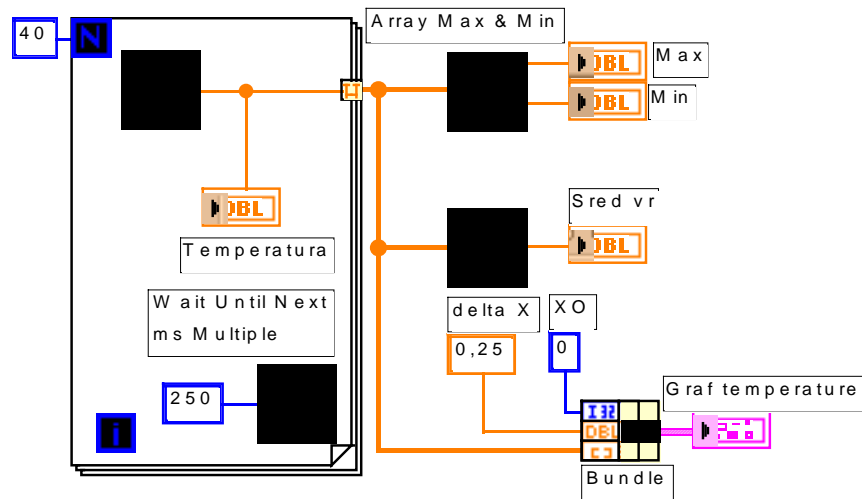 40
N
Array Max & Min
DBL
Max
DBL
Min
DBL
Temperatura
Sred vr
DBL
Wait Until Next
ms Multiple
delta X
XO
0,25
0
250
i
Graf temperature
I32
DBL
Bundle